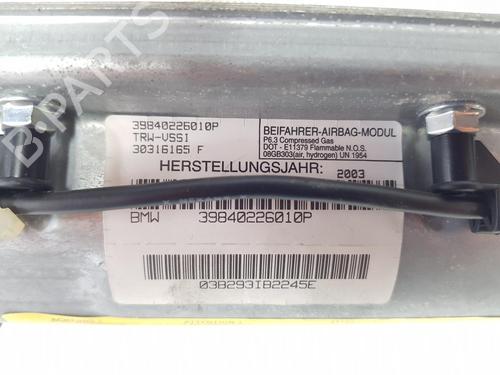 B-PARTS
39840226010P
TRW-VSSI
30316165 F
BEIFAHRER-AIRBAG-MODUL
P6.3 Compressed Gas
DOT - E11379 Flammable N.O.S.
08GB303(air, hydrogen) UN 1954
HERSTELLUNGSJAHR: 2003
BMW 39840226010P
03B293IB2245E